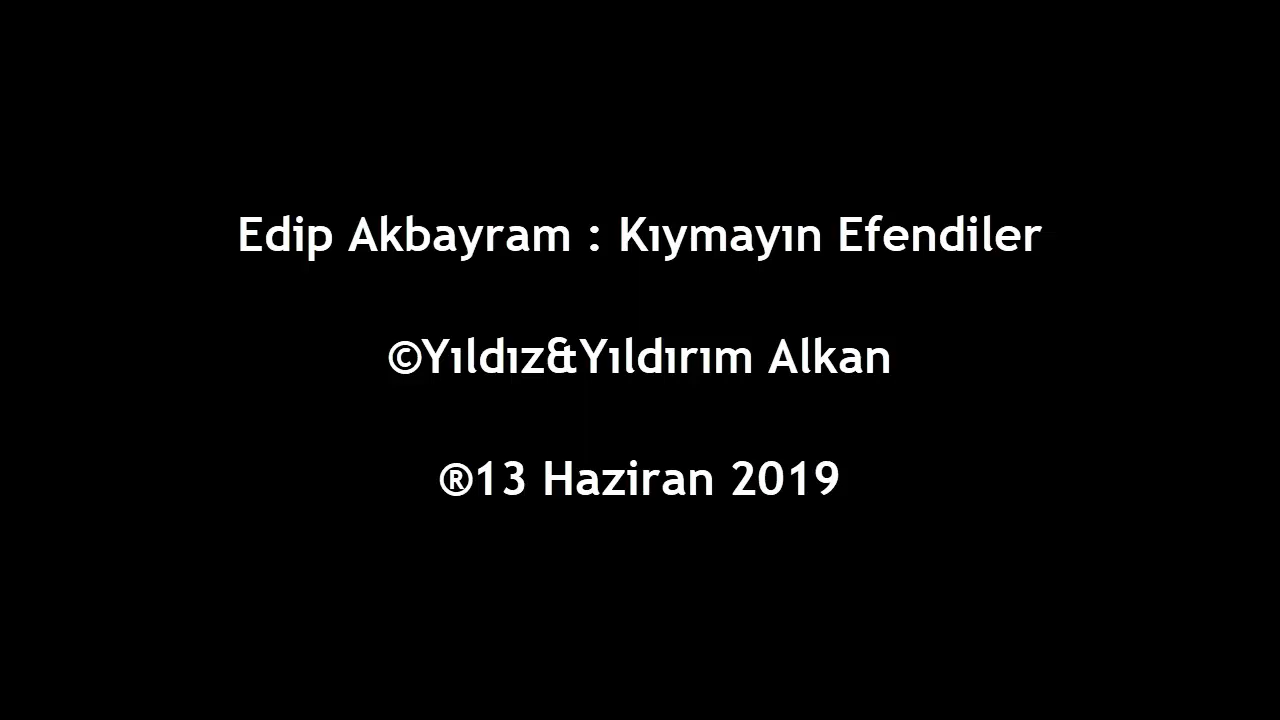 Edip Akbayram : Kıymayın Efendiler
©Yıldız&Yıldırım Alkan
®13 Haziran 2019